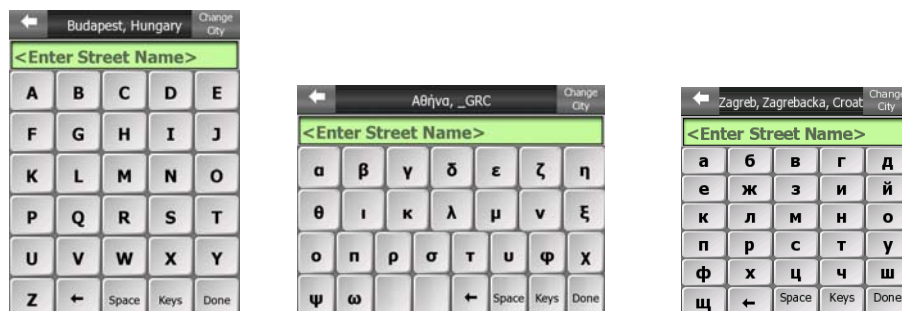 Budapest, Hungary Change City
<Enter Street Name>
A B C D E
F G H I J
K L M N O
P Q R S T
U V W X Y
Z ← Space Keys Done
Αθήνα, _GRC Change City
<Enter Street Name>
α β γ δ ε ζ η
θ ι κ λ μ ν ξ
ο π ρ σ τ υ φ χ
ψ ω ← Space Keys Done
Zagreb, Zagrebacka, Croat Change City
<Enter Street Name>
а б в г д
е ж з и й
к л м н о
п р с т у
ф х ц ч ш
щ ← Space Keys Done